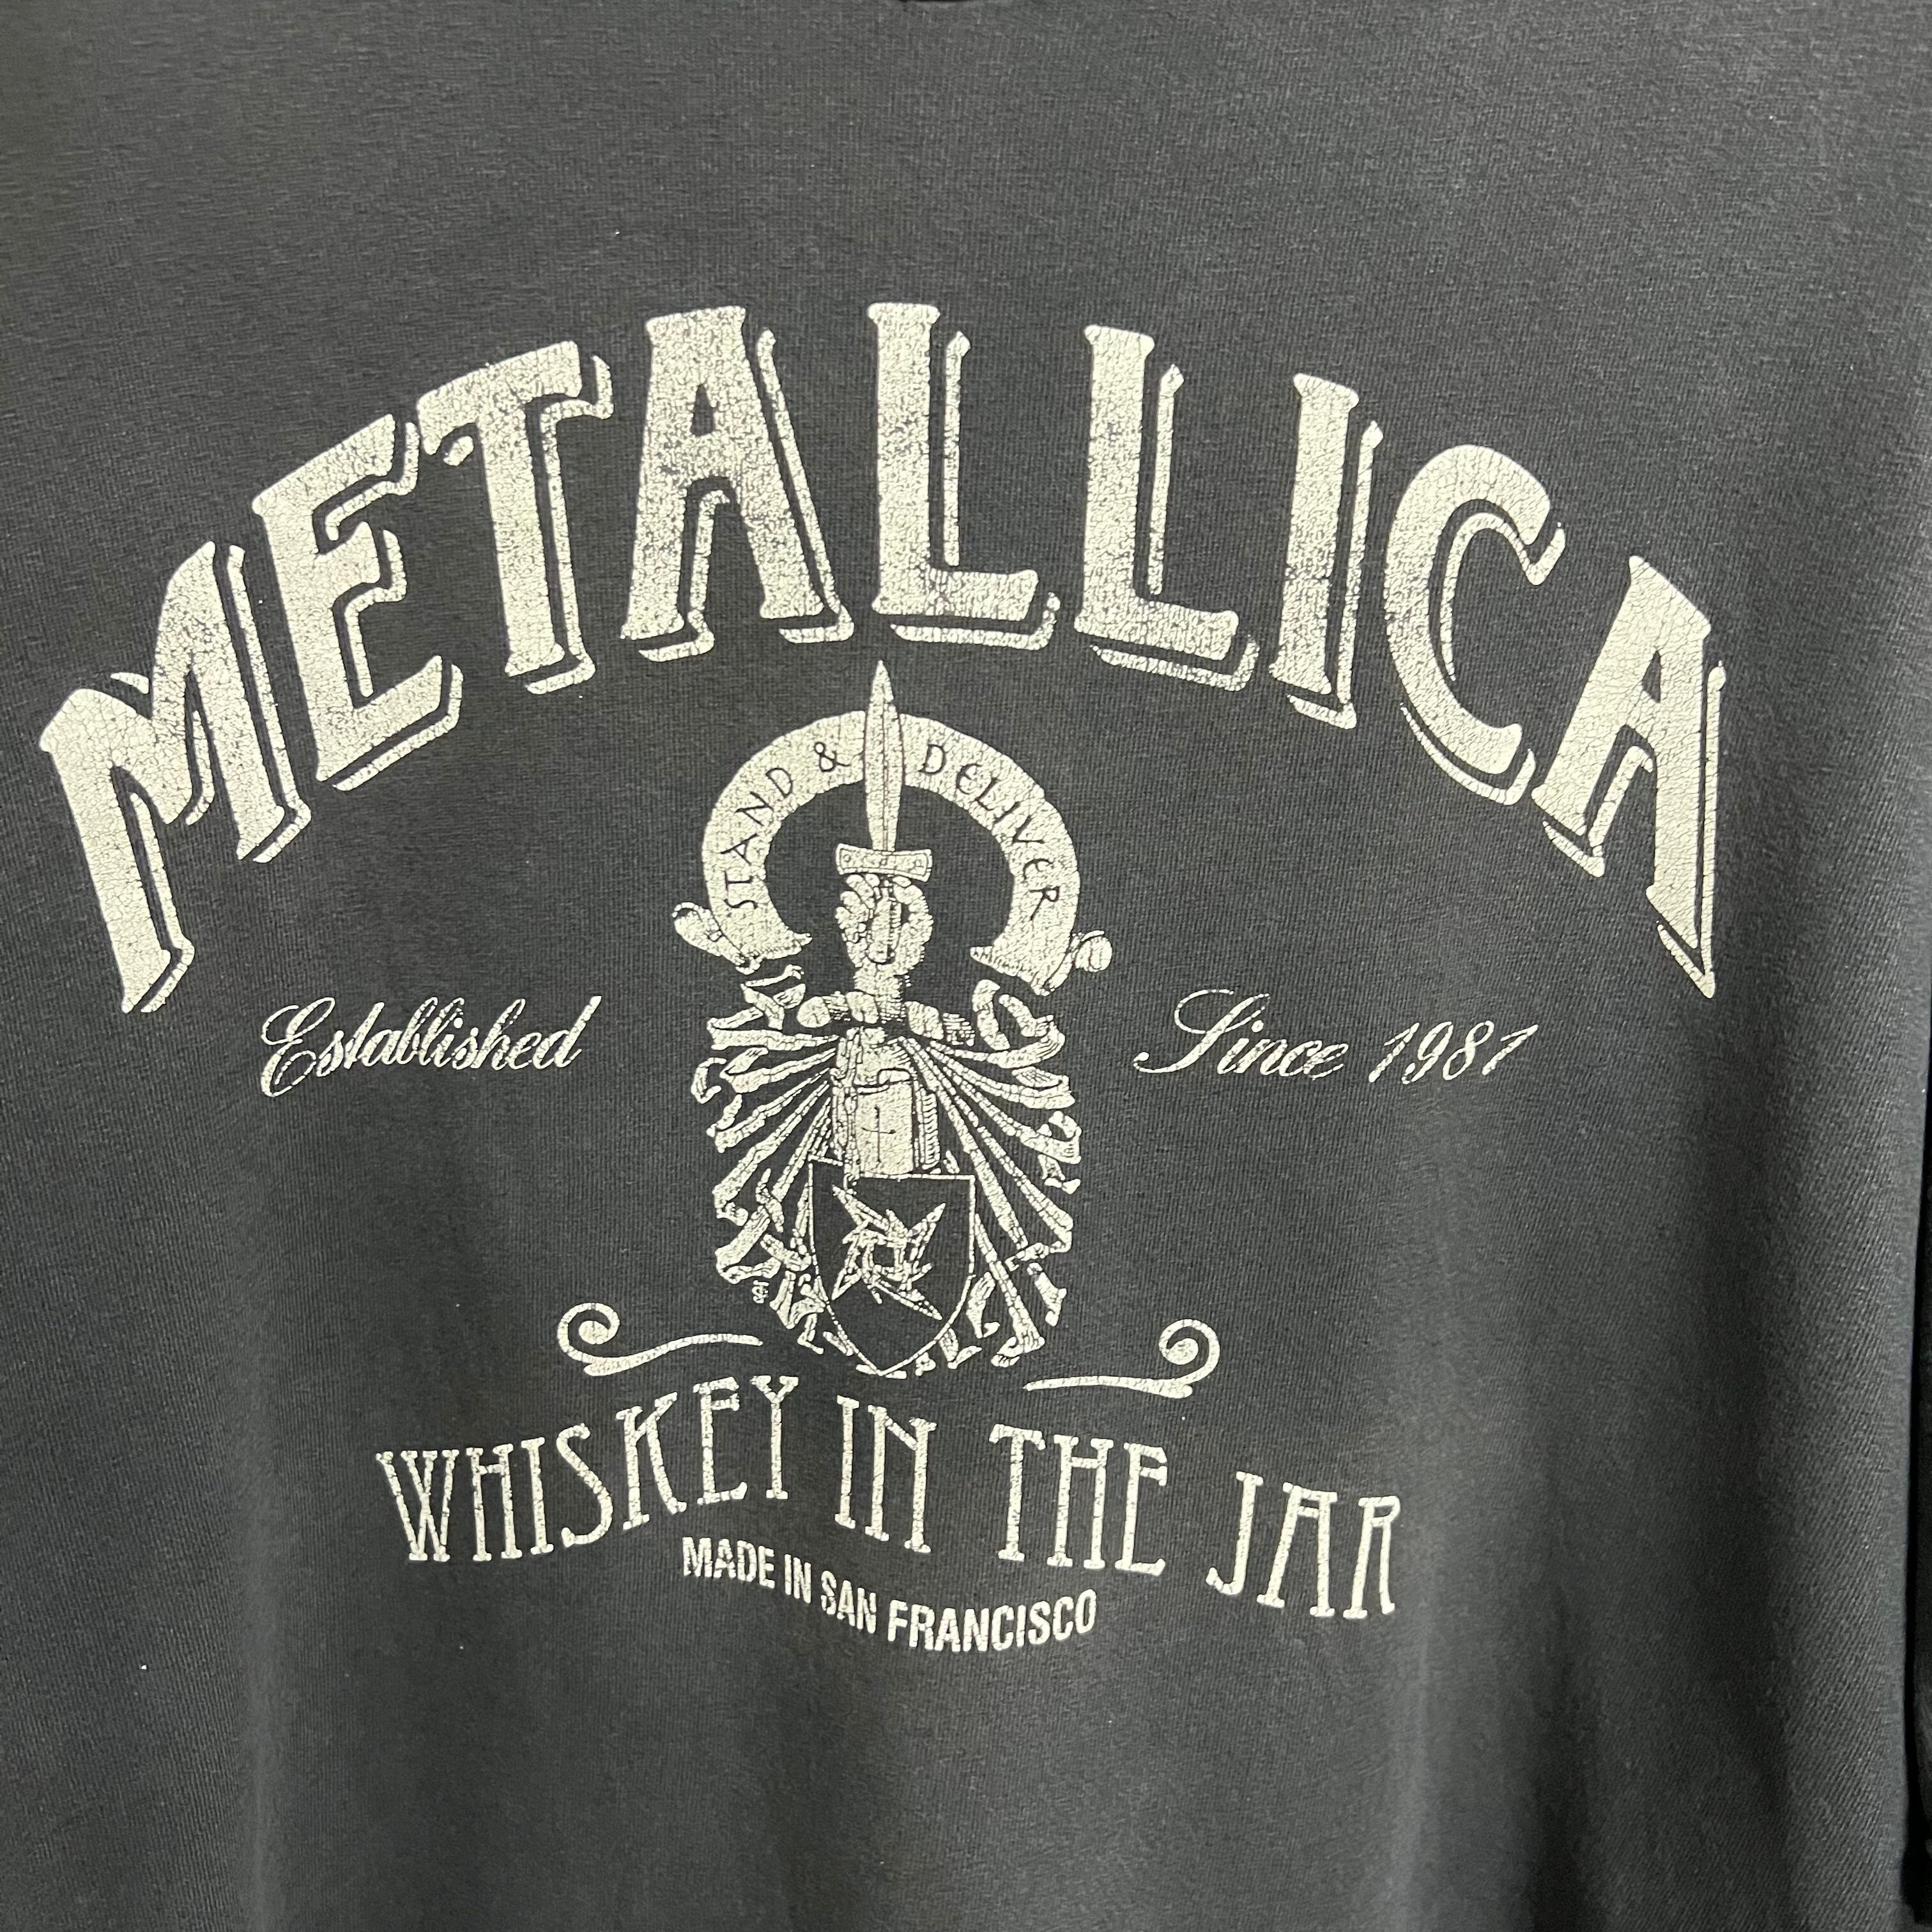 METALLICA
STAND & DELIVER
Established
Since 1981
WHISKEY IN THE JAR
MADE IN SAN FRANCISCO